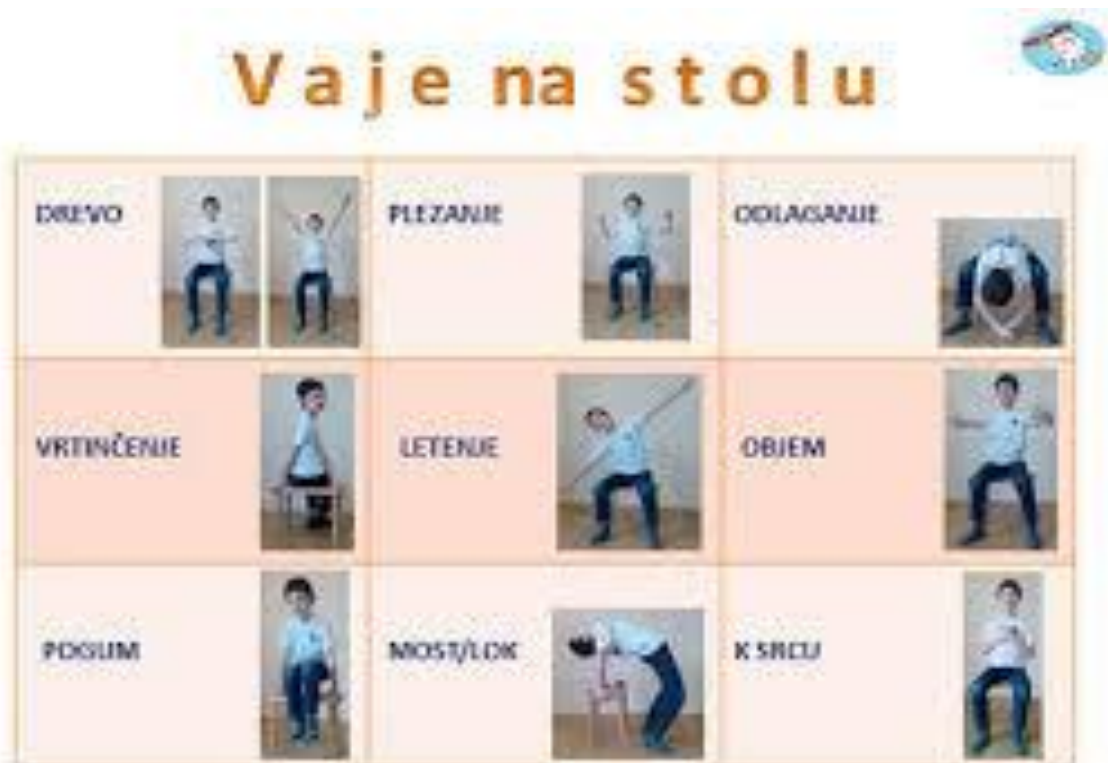 Vaje na stolu
DREVO
PLEZANJE
ODLAGANJE
VRTINČENJE
LETENJE
OBJEM
POGUM
MOST/LOK
K SRCU